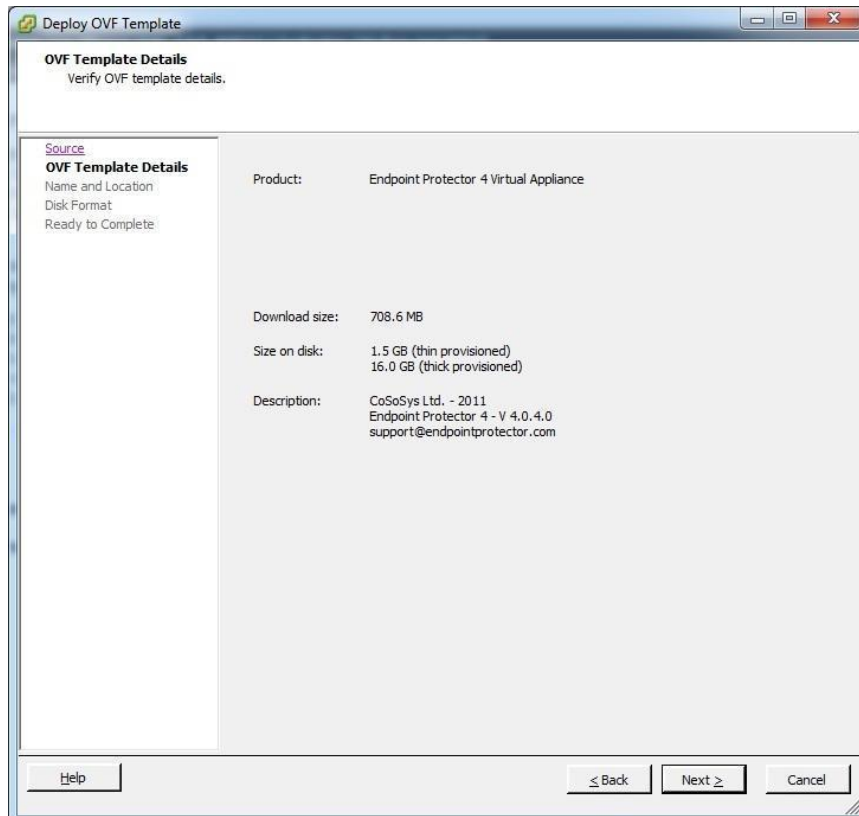 Deploy OVF Template
OVF Template Details
Verify OVF template details.
Source
OVF Template Details
Name and Location
Disk Format
Ready to Complete
Product: Endpoint Protector 4 Virtual Appliance
Download size: 708.6 MB
Size on disk: 1.5 GB (thin provisioned)
16.0 GB (thick provisioned)
Description: CoSoSys Ltd. - 2011
Endpoint Protector 4 - V 4.0.4.0
support@endpointprotector.com
Help
< Back
Next >
Cancel